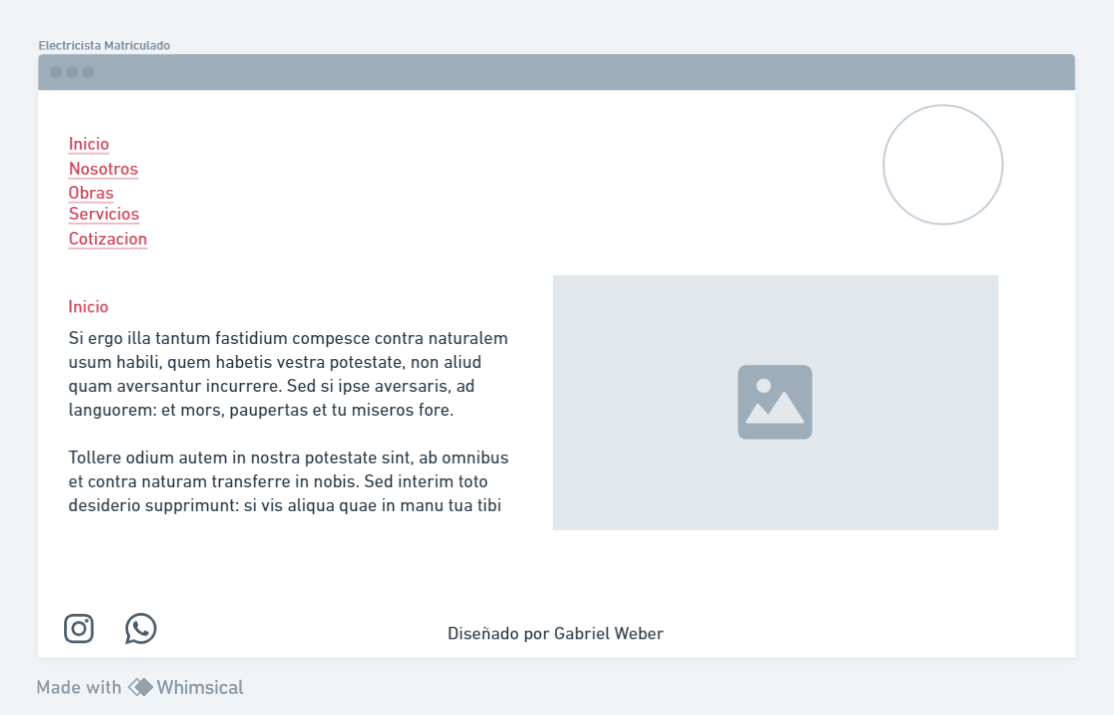 Electricista Matriculado
Inicio
Nosotros
Obras
Servicios
Cotizacion
Inicio
Si ergo illa tantum fastidium compesce contra naturalem
usum habili, quem habetis vestra potestate, non aliud
quam aversantur incurrere. Sed si ipse aversaris, ad
languorem: et mors, paupertas et tu miseros fore.
Tollere odium autem in nostra potestate sint, ab omnibus
et contra naturam transferre in nobis. Sed interim toto
desiderio supprimunt: si vis aliqua quae in manu tua tibi
Diseñado por Gabriel Weber
Made with Whimsical